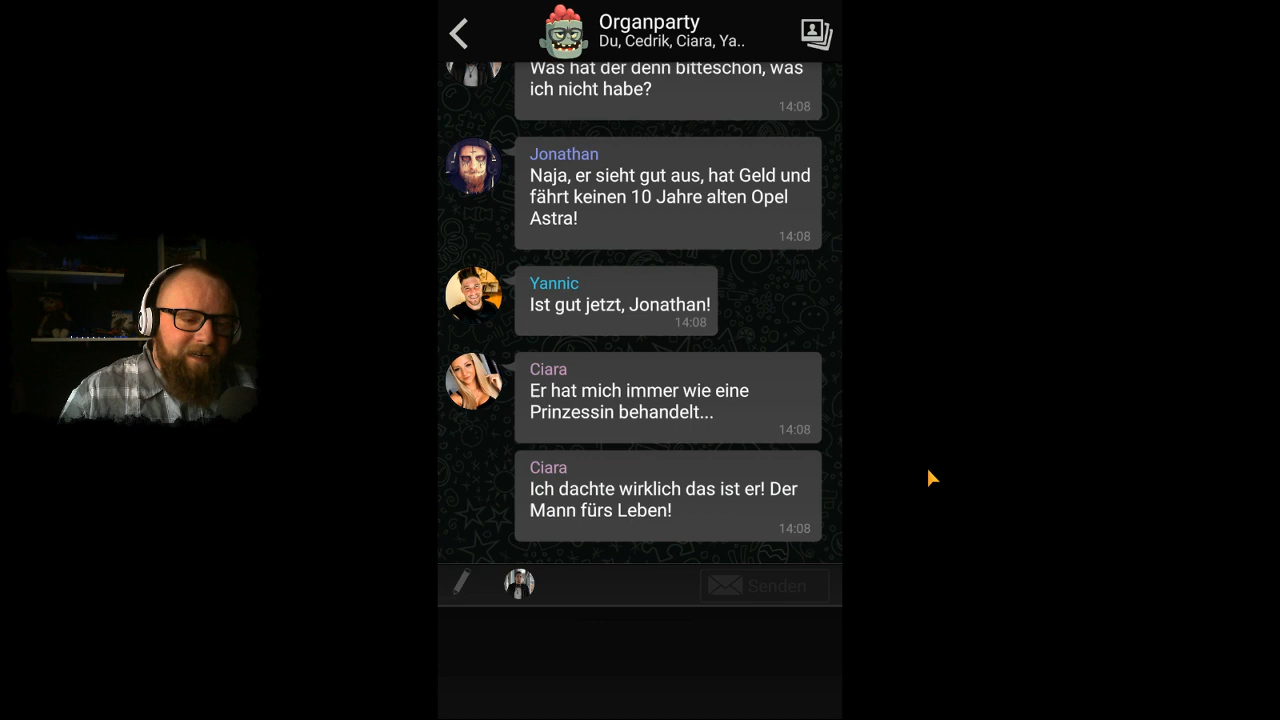 Organparty
Du, Cedrik, Ciara, Ya..
Was hat der denn bitteschön, was
ich nicht habe?
14:08
Jonathan
Naja, er sieht gut aus, hat Geld und
fährt keinen 10 Jahre alten Opel
Astra!
14:08
Yannic
Ist gut jetzt, Jonathan!
14:08
Ciara
Er hat mich immer wie eine
Prinzessin behandelt...
14:08
Ciara
Ich dachte wirklich das ist er! Der
Mann fürs Leben!
14:08
Senden